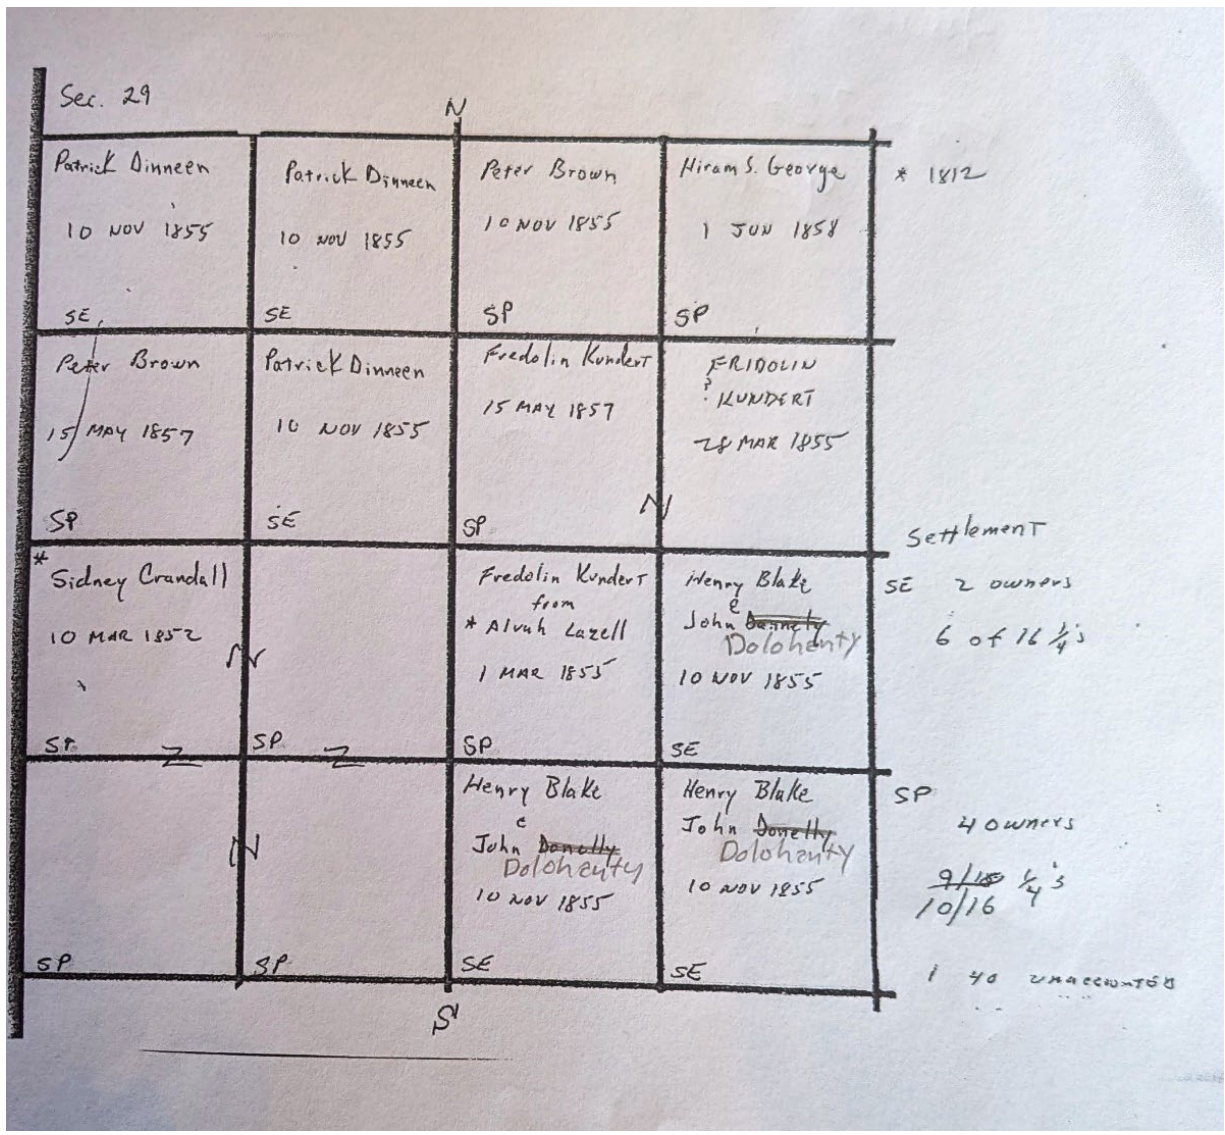 Sec. 29
N
Patrick Dinneen
10 NOV 1855
SE
Patrick Dinneen
10 NOV 1855
SE
Peter Brown
10 NOV 1855
SP
Hiram S. George
1 JUN 1858
SP
* 1812
Peter Brown
15 MAY 1857
SP
Patrick Dinneen
10 NOV 1855
SE
Fredolin Kundert
15 MAY 1857
SP
FRIDOLIN
?
KUNDERT
28 MAR 1855
N
Settlement
*
Sidney Crandall
10 MAR 1852
SP
N
Z
SP
Z
Fredolin Kundert
from
* Alvah Lazell
1 MAR 1855
SP
Henry Blake
&
John Donnelly
Dolohanty
10 NOV 1855
SE
SE 2 owners
6 of 16 1/4's
SP
N
SP
Henry Blake
&
John Donelly
Dolohanty
10 NOV 1855
SE
Henry Blake
John Donelly
Dolohanty
10 NOV 1855
SE
SP
4 owners
9/15 1/4's
10/16
1 40 unaccounted
S